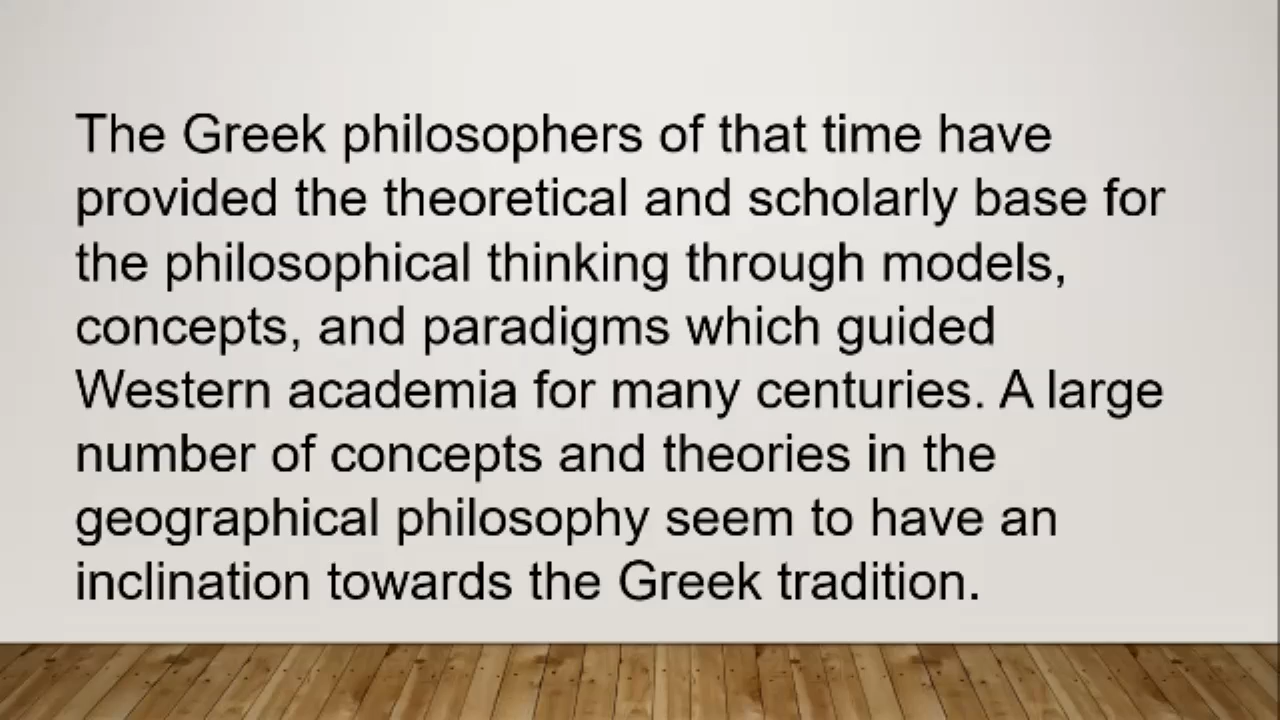 The Greek philosophers of that time have
provided the theoretical and scholarly base for
the philosophical thinking through models,
concepts, and paradigms which guided
Western academia for many centuries. A large
number of concepts and theories in the
geographical philosophy seem to have an
inclination towards the Greek tradition.